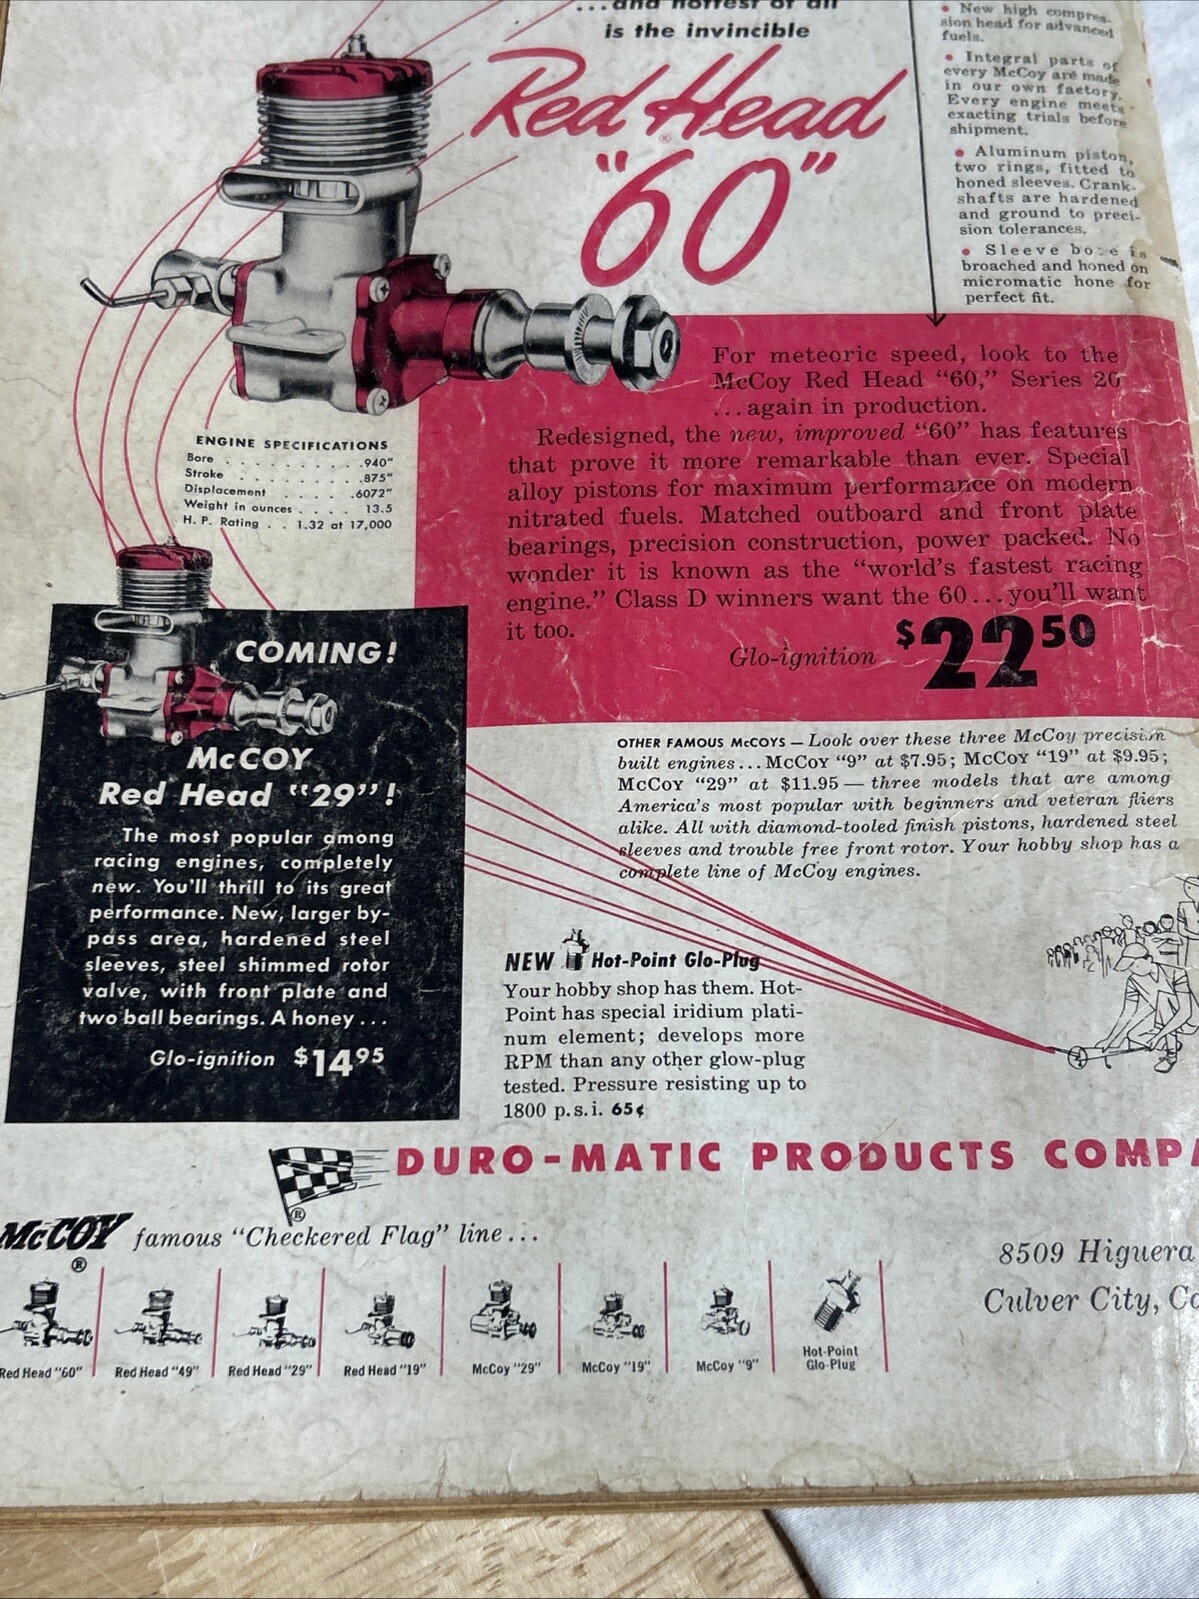 ...and hottest of all
is the invincible
Red Head
®
"60"
• New high compres-
sion head for advanced
fuels.
• Integral parts of
every McCoy are made
in our own factory.
Every engine meets
exacting trials before
shipment.
• Aluminum piston,
two rings, fitted to
honed sleeves. Crank-
shafts are hardened
and ground to preci-
sion tolerances.
• Sleeve bore is
broached and honed on
micromatic hone for
perfect fit.
For meteoric speed, look to the
McCoy Red Head "60," Series 20
...again in production.
Redesigned, the new, improved "60" has features
that prove it more remarkable than ever. Special
alloy pistons for maximum performance on modern
nitrated fuels. Matched outboard and front plate
bearings, precision construction, power packed. No
wonder it is known as the "world's fastest racing
engine." Class D winners want the 60...you'll want
it too.
Glo-ignition $22 50
ENGINE SPECIFICATIONS
Bore . . . . . . . . . . .940"
Stroke . . . . . . . . . .875"
Displacement . . . . . .6072"
Weight in ounces . . . . 13.5
H. P. Rating . . 1.32 at 17,000
COMING!
McCOY
Red Head "29"!
The most popular among
racing engines, completely
new. You'll thrill to its great
performance. New, larger by-
pass area, hardened steel
sleeves, steel shimmed rotor
valve, with front plate and
two ball bearings. A honey...
Glo-ignition $14 95
OTHER FAMOUS McCOYS — Look over these three McCoy precision
built engines...McCoy "9" at $7.95; McCoy "19" at $9.95;
McCoy "29" at $11.95 — three models that are among
America's most popular with beginners and veteran fliers
alike. All with diamond-tooled finish pistons, hardened steel
sleeves and trouble free front rotor. Your hobby shop has a
complete line of McCoy engines.
NEW Hot-Point Glo-Plug
Your hobby shop has them. Hot-
Point has special iridium plati-
num element; develops more
RPM than any other glow-plug
tested. Pressure resisting up to
1800 p.s.i. 65¢
DURO-MATIC PRODUCTS COMPA
®
McCOY famous "Checkered Flag" line...
®
8509 Higuera
Culver City, Ca
Red Head "60"
Red Head "49"
Red Head "29"
Red Head "19"
McCoy "29"
McCoy "19"
McCoy "9"
Hot-Point
Glo-Plug